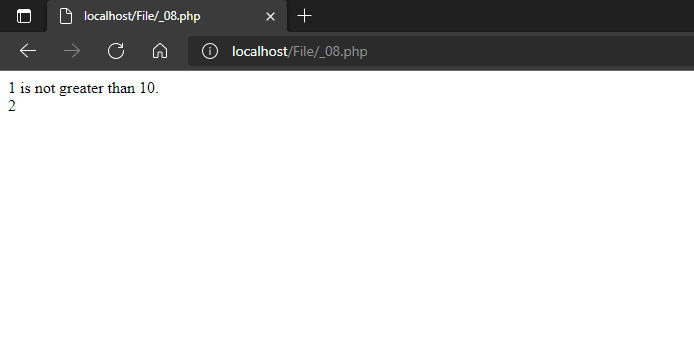 localhost/File/_08.php
localhost/File/_08.php
1 is not greater than 10.
2